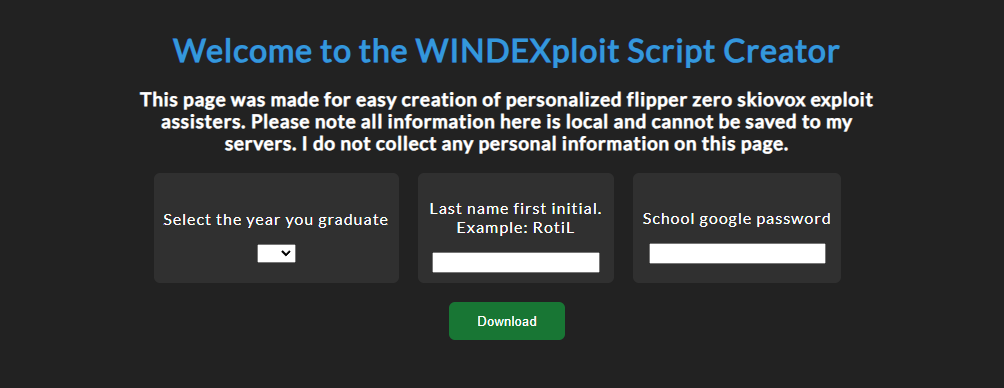 Welcome to the WINDEXploit Script Creator
This page was made for easy creation of personalized flipper zero skiovox exploit
assisters. Please note all information here is local and cannot be saved to my
servers. I do not collect any personal information on this page.
Select the year you graduate
Last name first initial.
Example: RotiL
School google password
Download